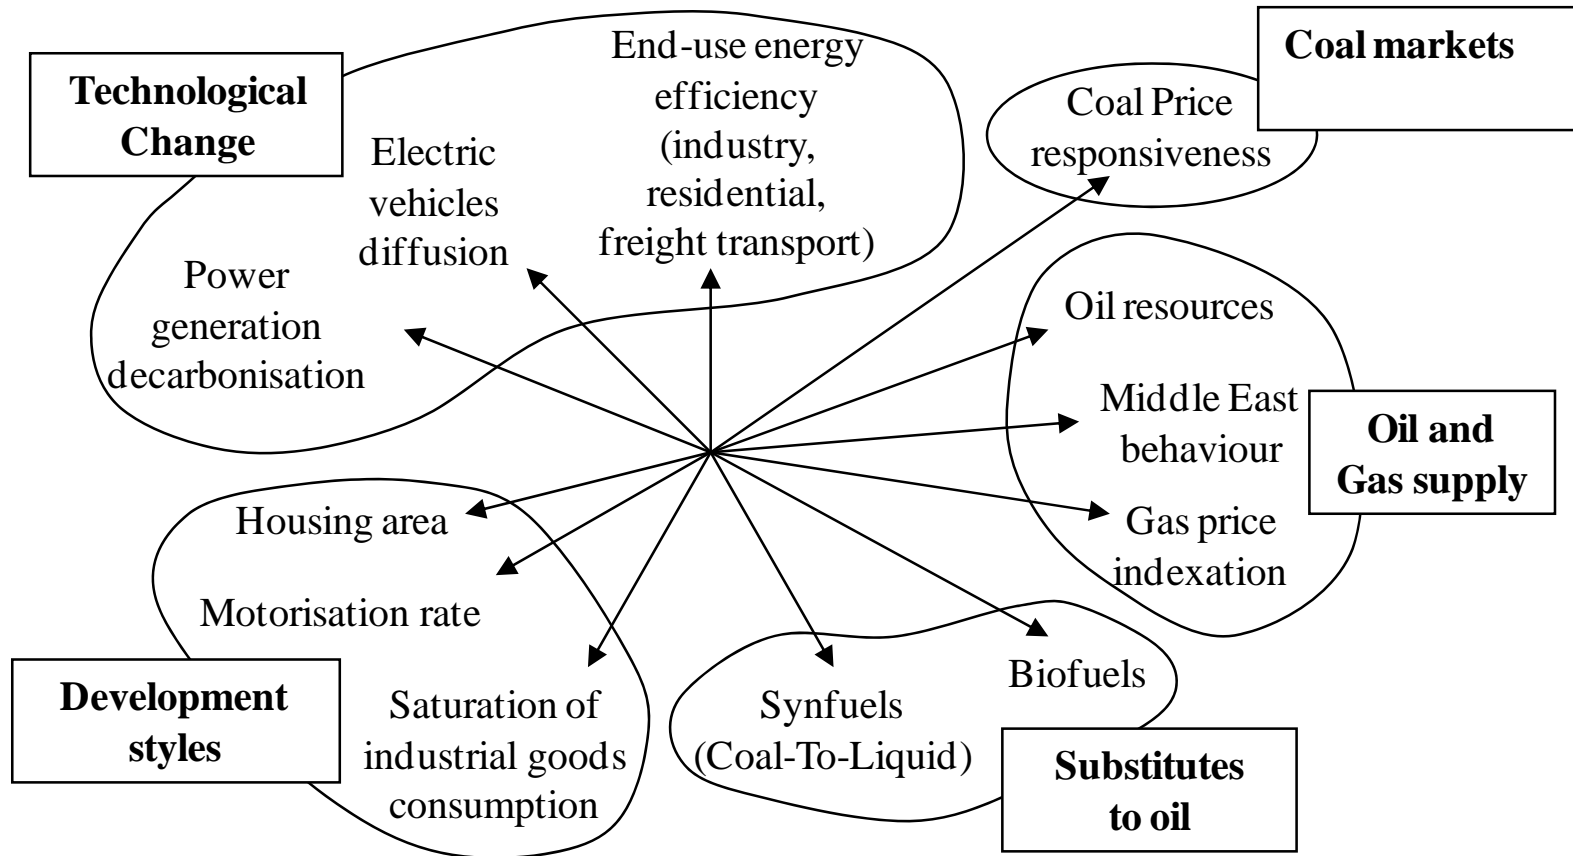 Technological
Change
Electric
vehicles
diffusion
End-use energy
efficiency
(industry,
residential,
freight transport)
Power
generation
decarbonisation
Coal markets
Coal Price
responsiveness
Oil resources
Middle East
behaviour
Gas price
indexation
Oil and
Gas supply
Housing area
Motorisation rate
Saturation of
industrial goods
consumption
Development
styles
Synfuels
(Coal-To-Liquid)
Biofuels
Substitutes
to oil